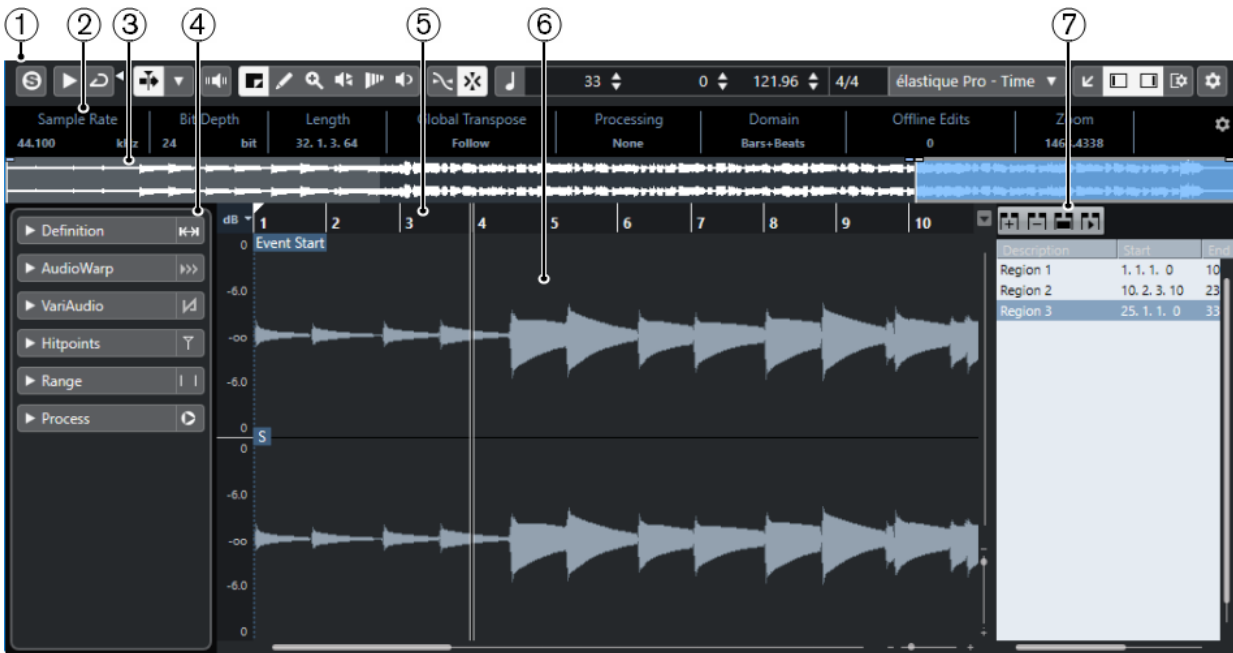 1 2 3 4 5 6 7
33 0 121.96 4/4 élastique Pro - Time
Sample Rate Bit Depth Length Global Transpose Processing Domain Offline Edits Zoom
44.100 kHz 24 bit 32. 1. 3. 64 Follow None Bars+Beats 0
dB 1 2 3 4 5 6 7 8 9 10
Definition
AudioWarp
VariAudio
Hitpoints
Range
Process
0 Event Start
-6.0
-oo
-6.0
0
S
0
-6.0
-oo
-6.0
0
Description Start End
Region 1 1. 1. 1. 0 10
Region 2 10. 2. 3. 10 23
Region 3 25. 1. 1. 0 33